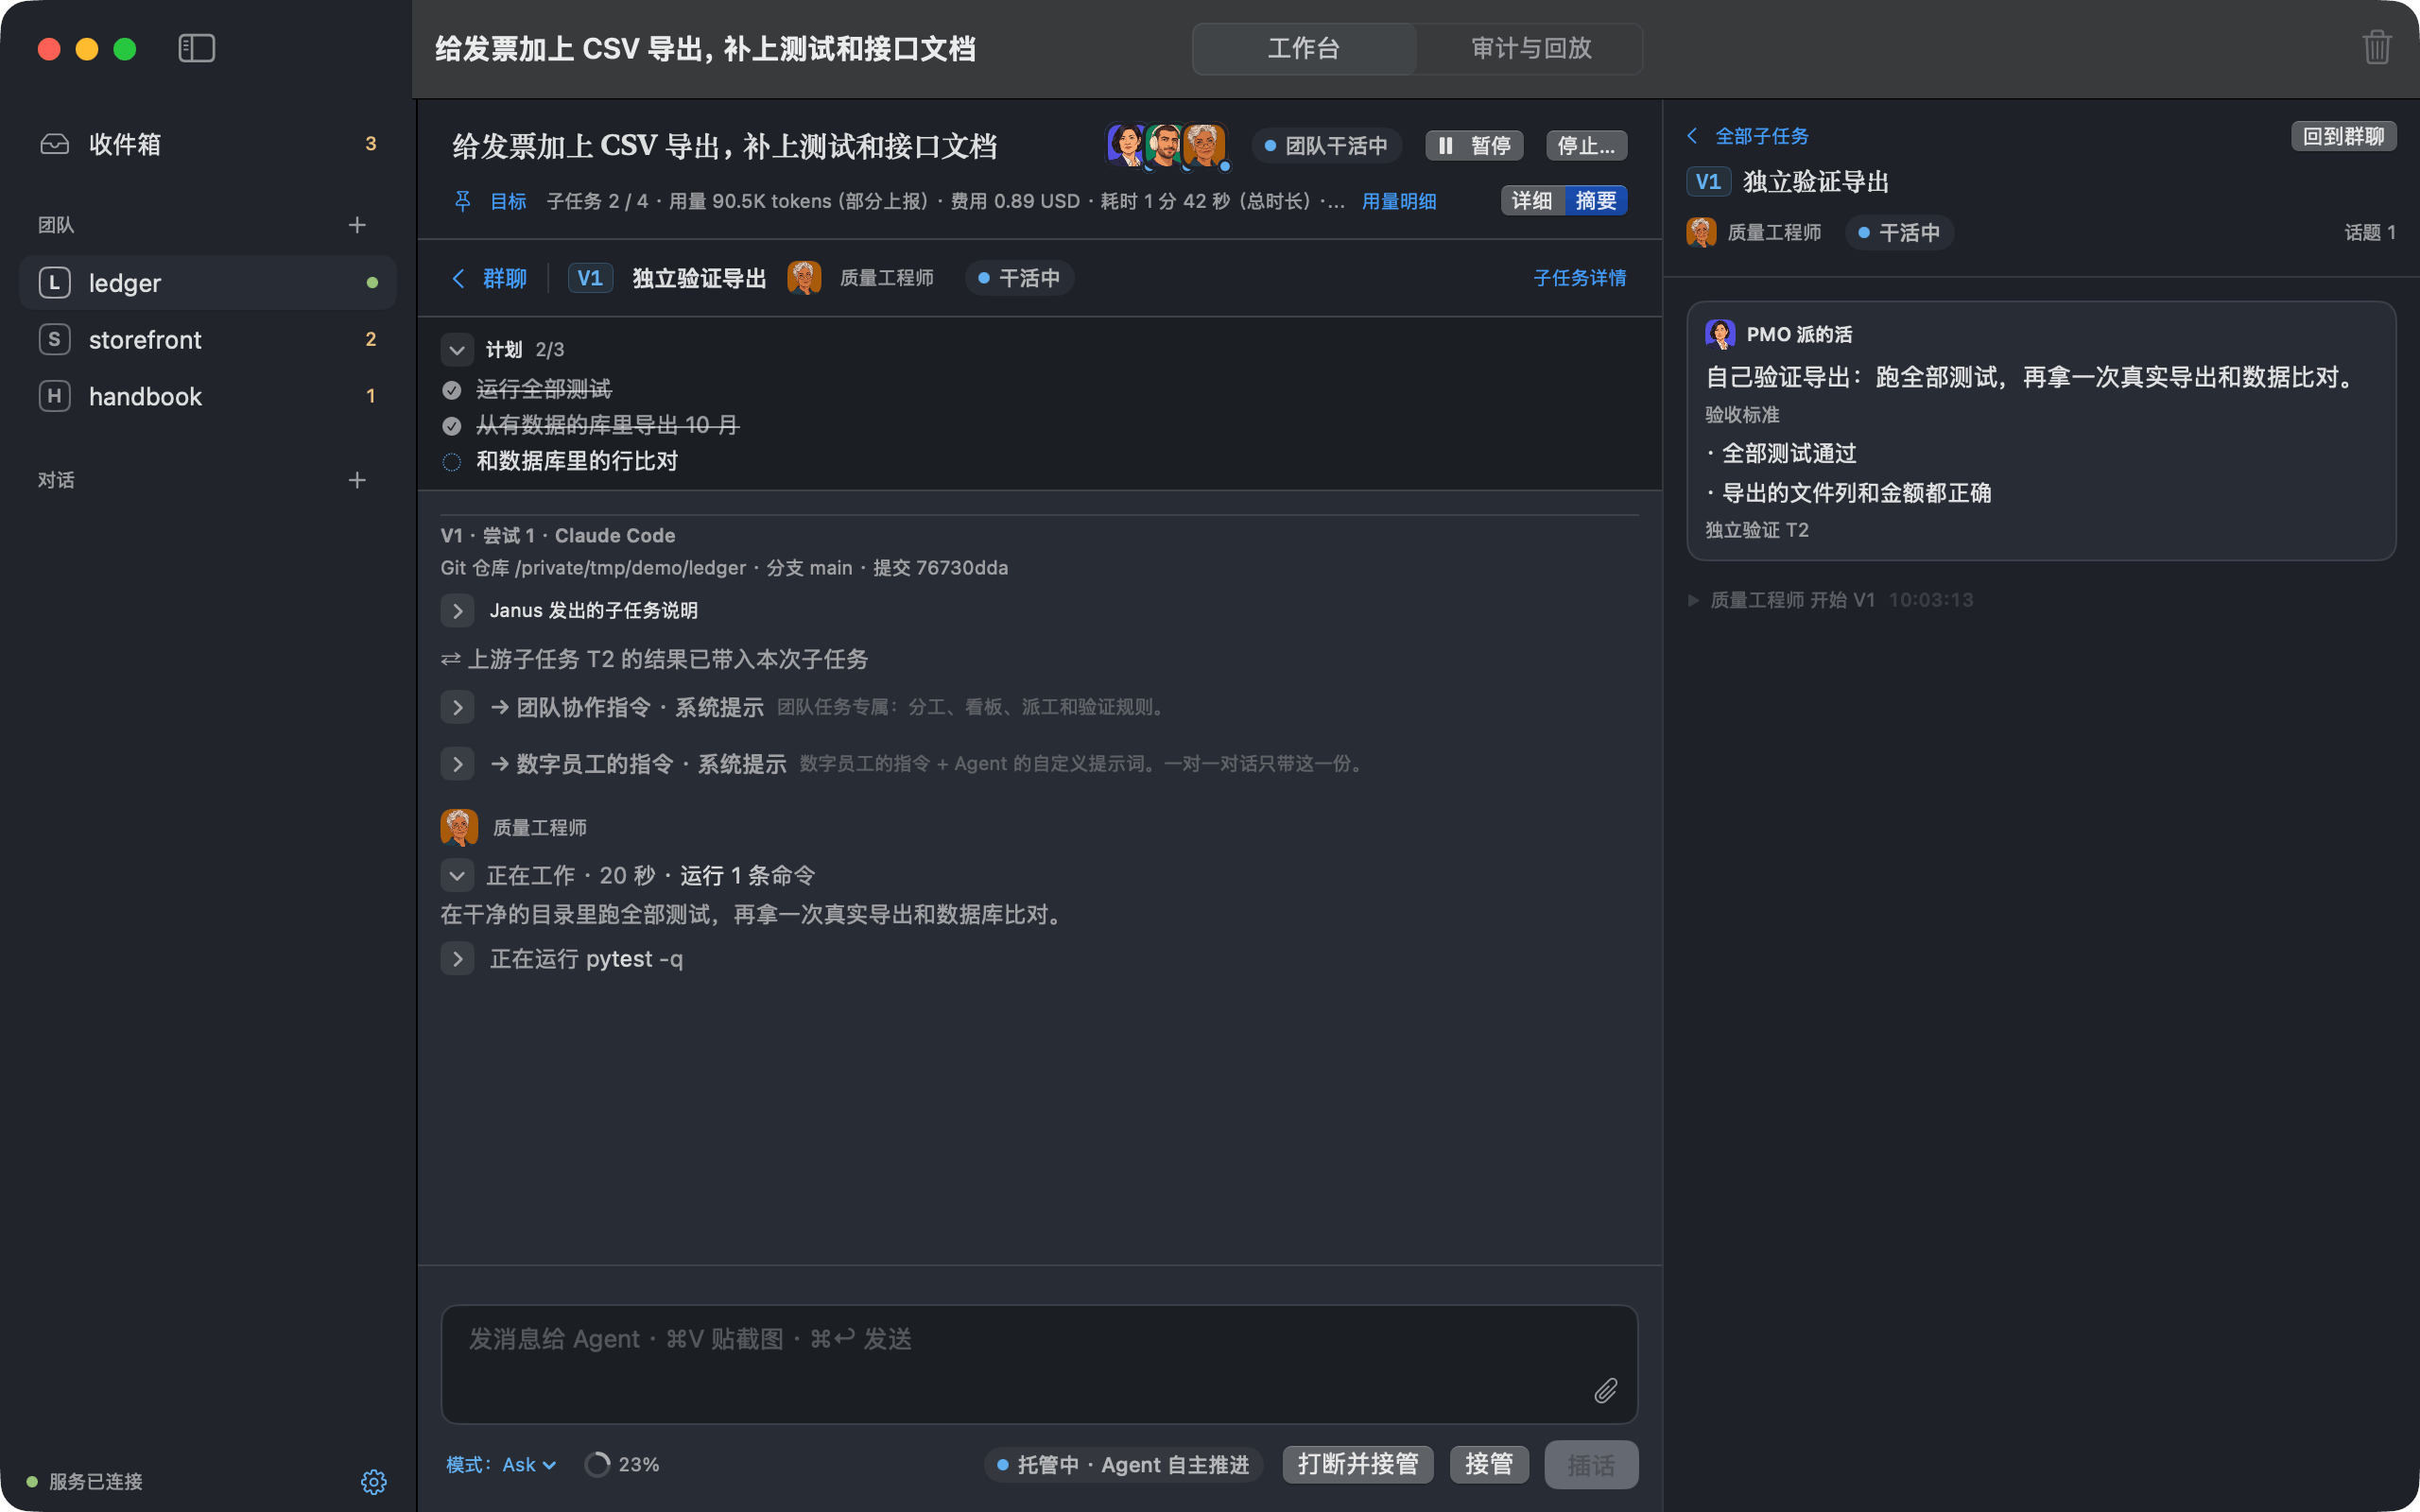 给发票加上 CSV 导出，补上测试和接口文档
工作台
审计与回放
收件箱
3
团队
L
ledger
S
storefront
2
H
handbook
1
对话
服务已连接
给发票加上 CSV 导出，补上测试和接口文档
团队干活中
暂停
停止...
目标
子任务 2 / 4 · 用量 90.5K tokens (部分上报) · 费用 0.89 USD · 耗时 1 分 42 秒 (总时长) ·...
用量明细
详细
摘要
群聊
V1
独立验证导出
质量工程师
干活中
子任务详情
计划 2/3
运行全部测试
从有数据的库里导出 10 月
和数据库里的行比对
V1 · 尝试 1 · Claude Code
Git 仓库 /private/tmp/demo/ledger · 分支 main · 提交 76730dda
Janus 发出的子任务说明
⇄ 上游子任务 T2 的结果已带入本次子任务
→ 团队协作指令 · 系统提示 团队任务专属：分工、看板、派工和验证规则。
→ 数字员工的指令 · 系统提示 数字员工的指令 + Agent 的自定义提示词。一对一对话只带这一份。
质量工程师
正在工作 · 20 秒 · 运行 1 条命令
在干净的目录里跑全部测试，再拿一次真实导出和数据库比对。
正在运行 pytest -q
发消息给 Agent · ⌘V 贴截图 · ⌘↩ 发送
模式：Ask
23%
托管中 · Agent 自主推进
打断并接管
接管
插话
全部子任务
回到群聊
V1
独立验证导出
质量工程师
干活中
话题 1
PMO 派的活
自己验证导出：跑全部测试，再拿一次真实导出和数据比对。
验收标准
· 全部测试通过
· 导出的文件列和金额都正确
独立验证 T2
质量工程师 开始 V1 10:03:13